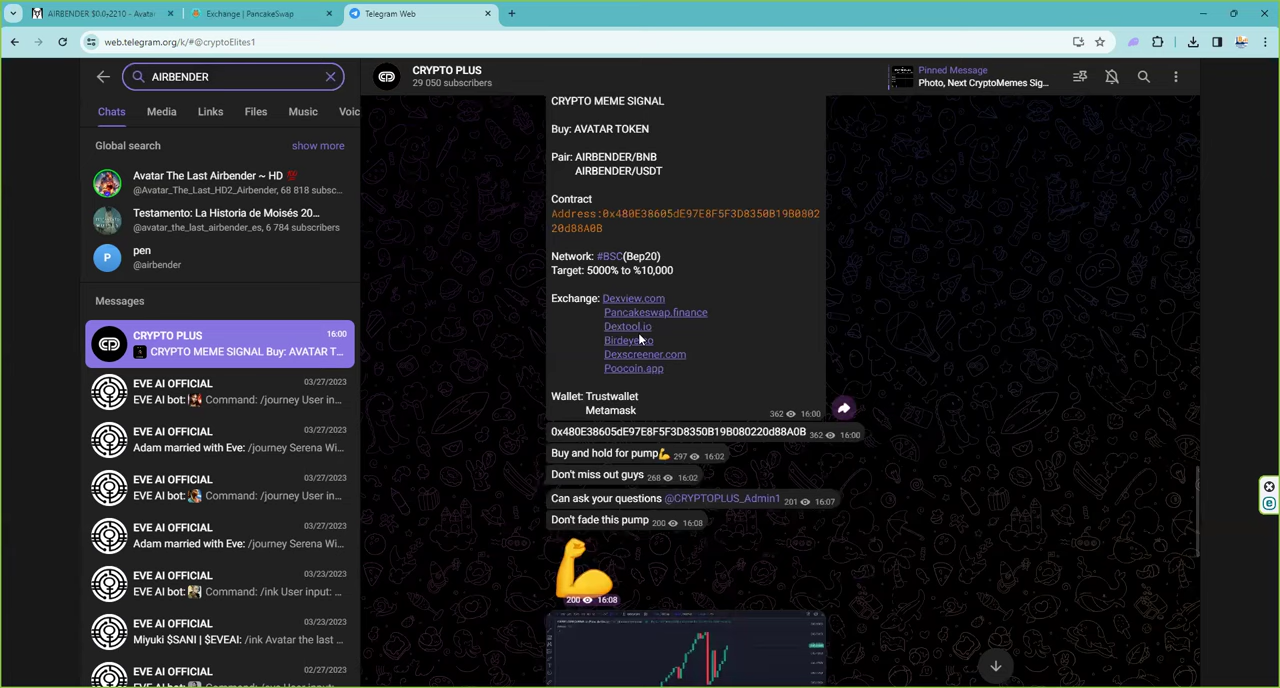 AIRBENDER $0.0₅2210 – Avata
Exchange | PancakeSwap
Telegram Web
web.telegram.org/k/#@cryptoElites1
AIRBENDER
Chats
Media
Links
Files
Music
Voic
Global search
show more
Avatar The Last Airbender ~ HD 💯
@Avatar_The_Last_HD2_Airbender, 68 818 subsc...
Testamento: La Historia de Moisés 20...
@avatar_the_last_airbender_es, 6 784 subscribers
P
pen
@airbender
Messages
CRYPTO PLUS
16:00
CRYPTO MEME SIGNAL Buy: AVATAR T...
EVE AI OFFICIAL
03/27/2023
EVE AI bot: Command: /journey User in...
EVE AI OFFICIAL
03/27/2023
Adam married with Eve: /journey Serena Wi...
EVE AI OFFICIAL
03/27/2023
EVE AI bot: Command: /journey User in...
EVE AI OFFICIAL
03/27/2023
Adam married with Eve: /journey Serena Wi...
EVE AI OFFICIAL
03/23/2023
EVE AI bot: Command: /ink User input: ...
EVE AI OFFICIAL
03/23/2023
Miyuki $SANI | $EVEAI: /ink Avatar the last ...
EVE AI OFFICIAL
02/27/2023
CRYPTO PLUS
29 050 subscribers
Pinned Message
Photo, Next CryptoMemes Sig...
CRYPTO MEME SIGNAL
Buy: AVATAR TOKEN
Pair: AIRBENDER/BNB
AIRBENDER/USDT
Contract
Address:0x480E38605dE97E8F5F3D8350B19B0802
20d88A0B
Network: #BSC(Bep20)
Target: 5000% to %10,000
Exchange: Dexview.com
Pancakeswap.finance
Dextool.io
Dexscreener.com
Poocoin.app
Wallet: Trustwallet
Metamask
362 16:00
0x480E38605dE97E8F5F3D8350B19B080220d88A0B 362 16:00
Buy and hold for pump💪 297 16:02
Don't miss out guys 268 16:02
Can ask your questions @CRYPTOPLUS_Admin1 201 16:07
Don't fade this pump 200 16:08
200 16:08